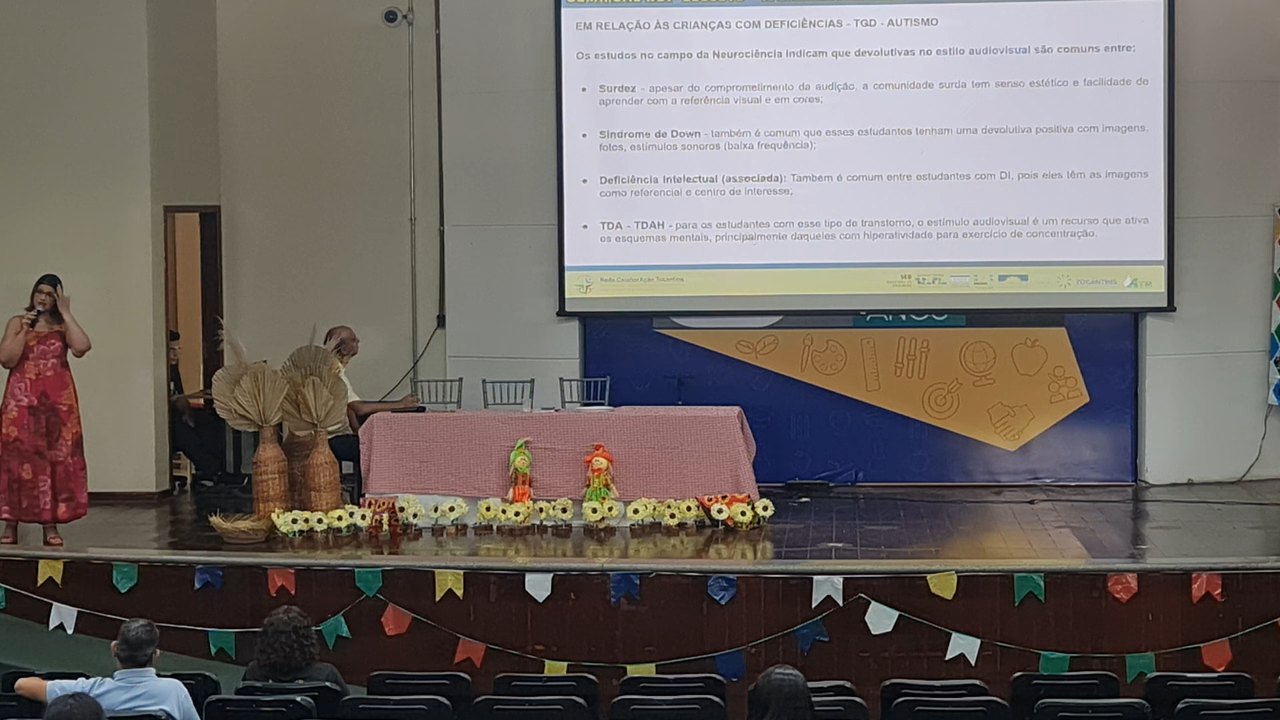 EM RELAÇÃO ÀS CRIANÇAS COM DEFICIÊNCIAS - TGD - AUTISMO
Os estudos no campo da Neurociência indicam que devolutivas no estilo audiovisual são comuns entre:
• Surdez - apesar do comprometimento da audição, a comunidade surda tem senso estético e facilidade de
aprender com a referência visual e em cores;
• Síndrome de Down - também é comum que esses estudantes tenham uma devolutiva positiva com imagens,
fotos, estímulos sonoros (baixa frequência);
• Deficiência Intelectual (associada): Também é comum entre estudantes com DI, pois eles lêm as imagens
como referencial e centro de interesse;
• TDA - TDAH - para os estudantes com esse tipo de transtorno, o estímulo audiovisual é um recurso que ativa
os esquemas mentais, principalmente daqueles com hiperatividade para exercício de concentração.
TOCANTINS
ATM